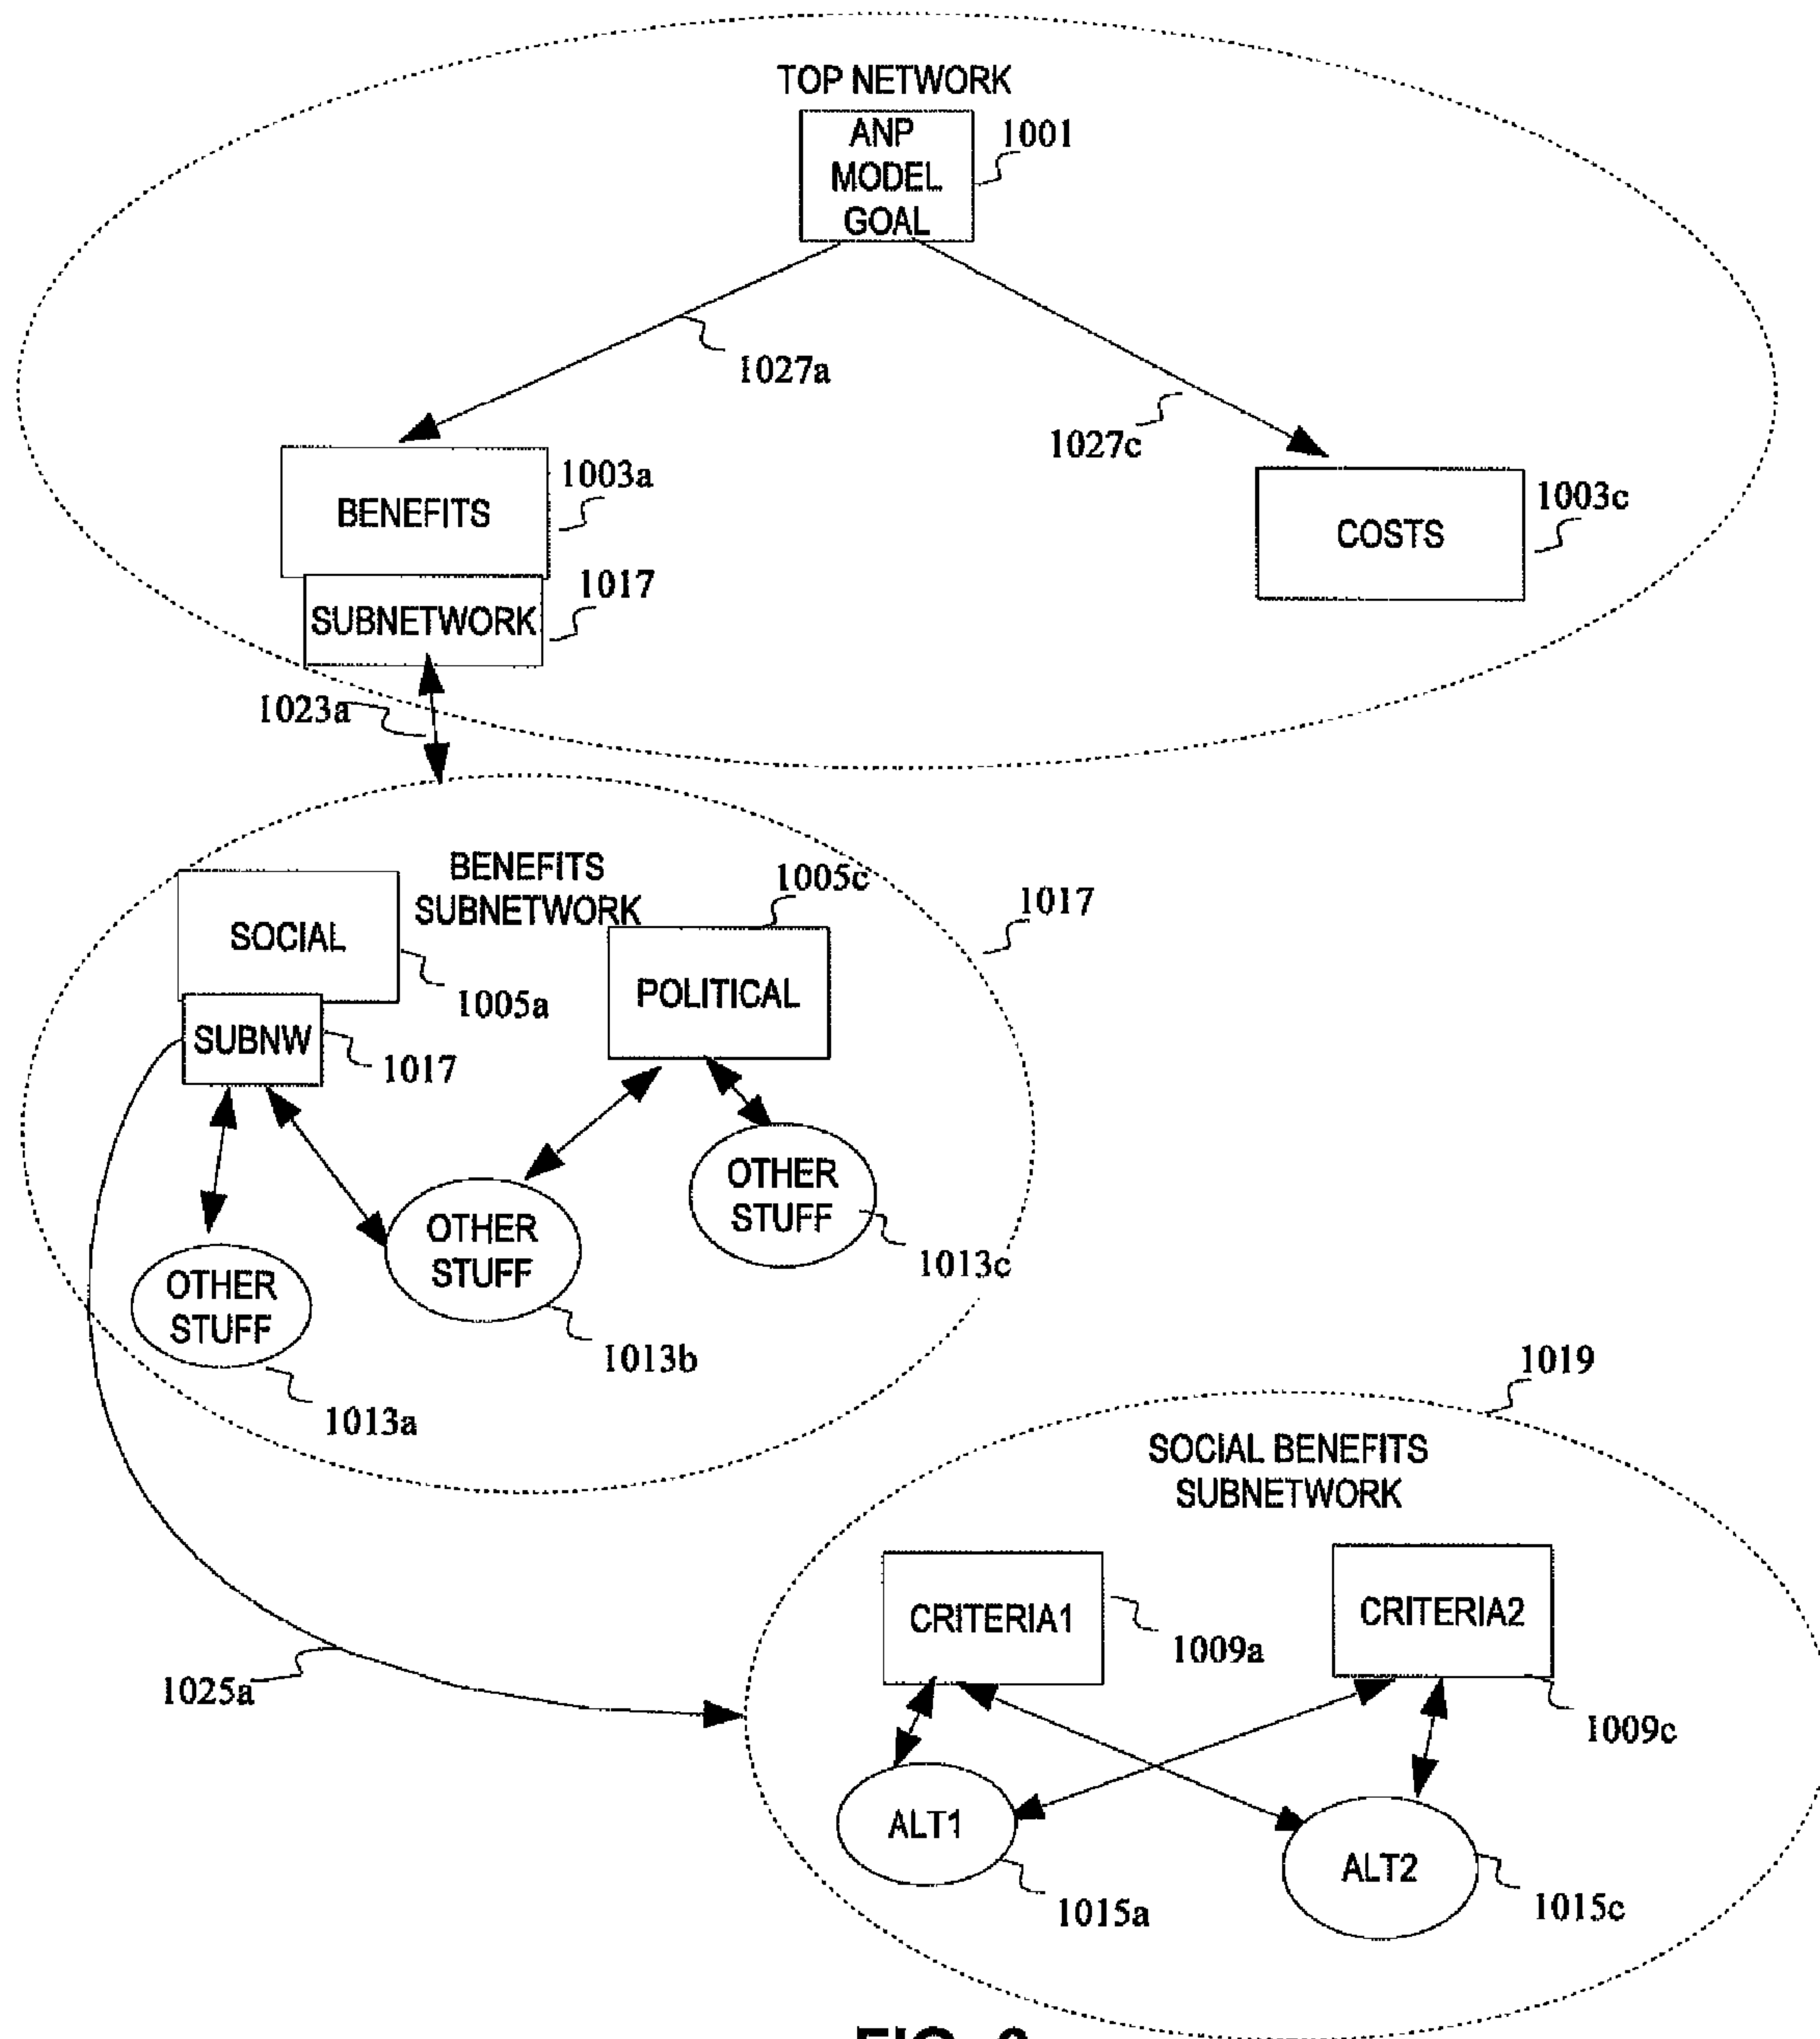 TOP NETWORK
ANP
MODEL
GOAL
1001
1027a
1027c
BENEFITS
1003a
COSTS
1003c
SUBNETWORK
1017
1023a
BENEFITS
SUBNETWORK
1005c
1017
SOCIAL
1005a
POLITICAL
SUBNW
1017
OTHER
STUFF
1013c
OTHER
STUFF
1013b
OTHER
STUFF
1013a
1019
SOCIAL BENEFITS
SUBNETWORK
CRITERIA1
1009a
CRITERIA2
1009c
1025a
ALT1
1015a
ALT2
1015c